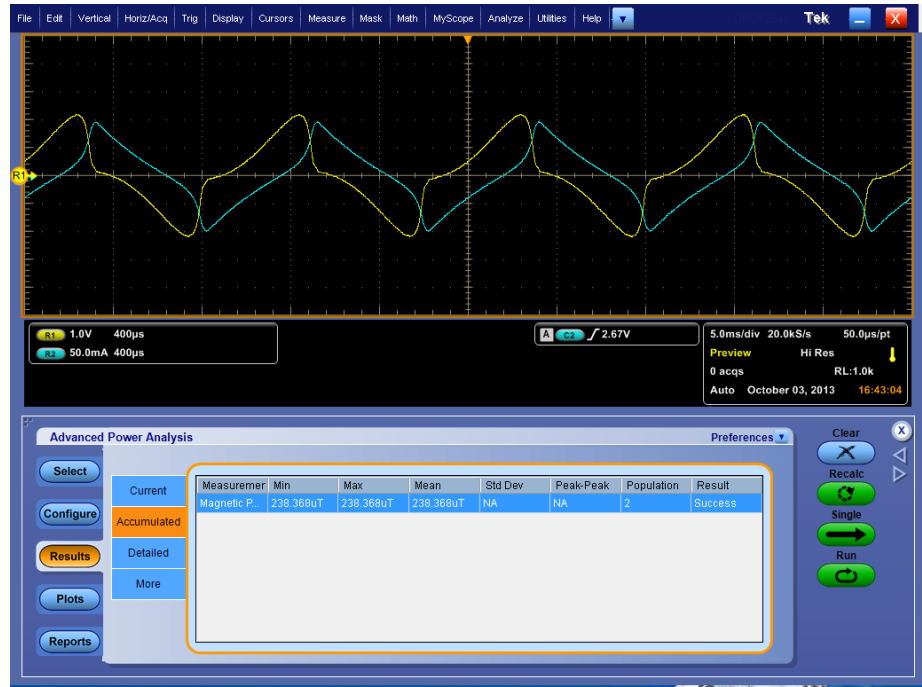 File Edit Vertical Horiz/Acq Trig Display Cursors Measure Mask Math MyScope Analyze Utilities Help Tek X
R1
R1 1.0V 400µs
R2 50.0mA 400µs
A C2 2.67V
5.0ms/div 20.0kS/s 50.0µs/pt
Preview Hi Res
0 acqs RL:1.0k
Auto October 03, 2013 16:43:04
Advanced Power Analysis Preferences
Select
Configure
Results
Plots
Reports
Current
Accumulated
Detailed
More
Measuremer Min Max Mean Std Dev Peak-Peak Population Result
Magnetic P... 238.368uT 238.368uT 238.368uT NA NA 2 Success
Clear X
Recalc
Single
Run